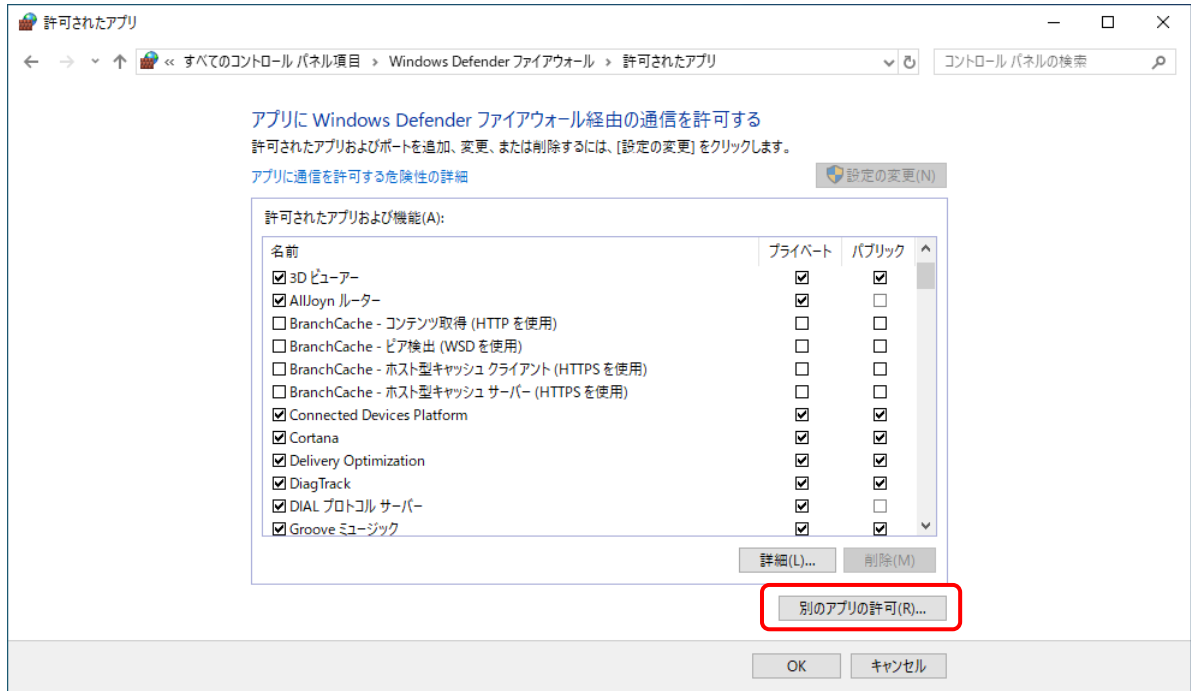 許可されたアプリ
« すべてのコントロール パネル項目 › Windows Defender ファイアウォール › 許可されたアプリ
コントロール パネルの検索
アプリに Windows Defender ファイアウォール経由の通信を許可する
許可されたアプリおよびポートを追加、変更、または削除するには、[設定の変更] をクリックします。
アプリに通信を許可する危険性の詳細
設定の変更(N)
許可されたアプリおよび機能(A):
名前 プライベート パブリック
3D ビューアー
AllJoyn ルーター
BranchCache - コンテンツ取得 (HTTP を使用)
BranchCache - ピア検出 (WSD を使用)
BranchCache - ホスト型キャッシュ クライアント (HTTPS を使用)
BranchCache - ホスト型キャッシュ サーバー (HTTPS を使用)
Connected Devices Platform
Cortana
Delivery Optimization
DiagTrack
DIAL プロトコル サーバー
Groove ミュージック
詳細(L)... 削除(M)
別のアプリの許可(R)...
OK キャンセル